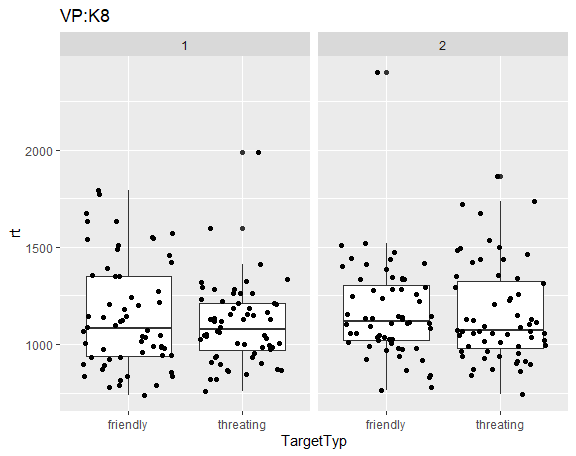 VP:K8
1 2
rt
2000
1500
1000
friendly threating friendly threating
TargetTyp